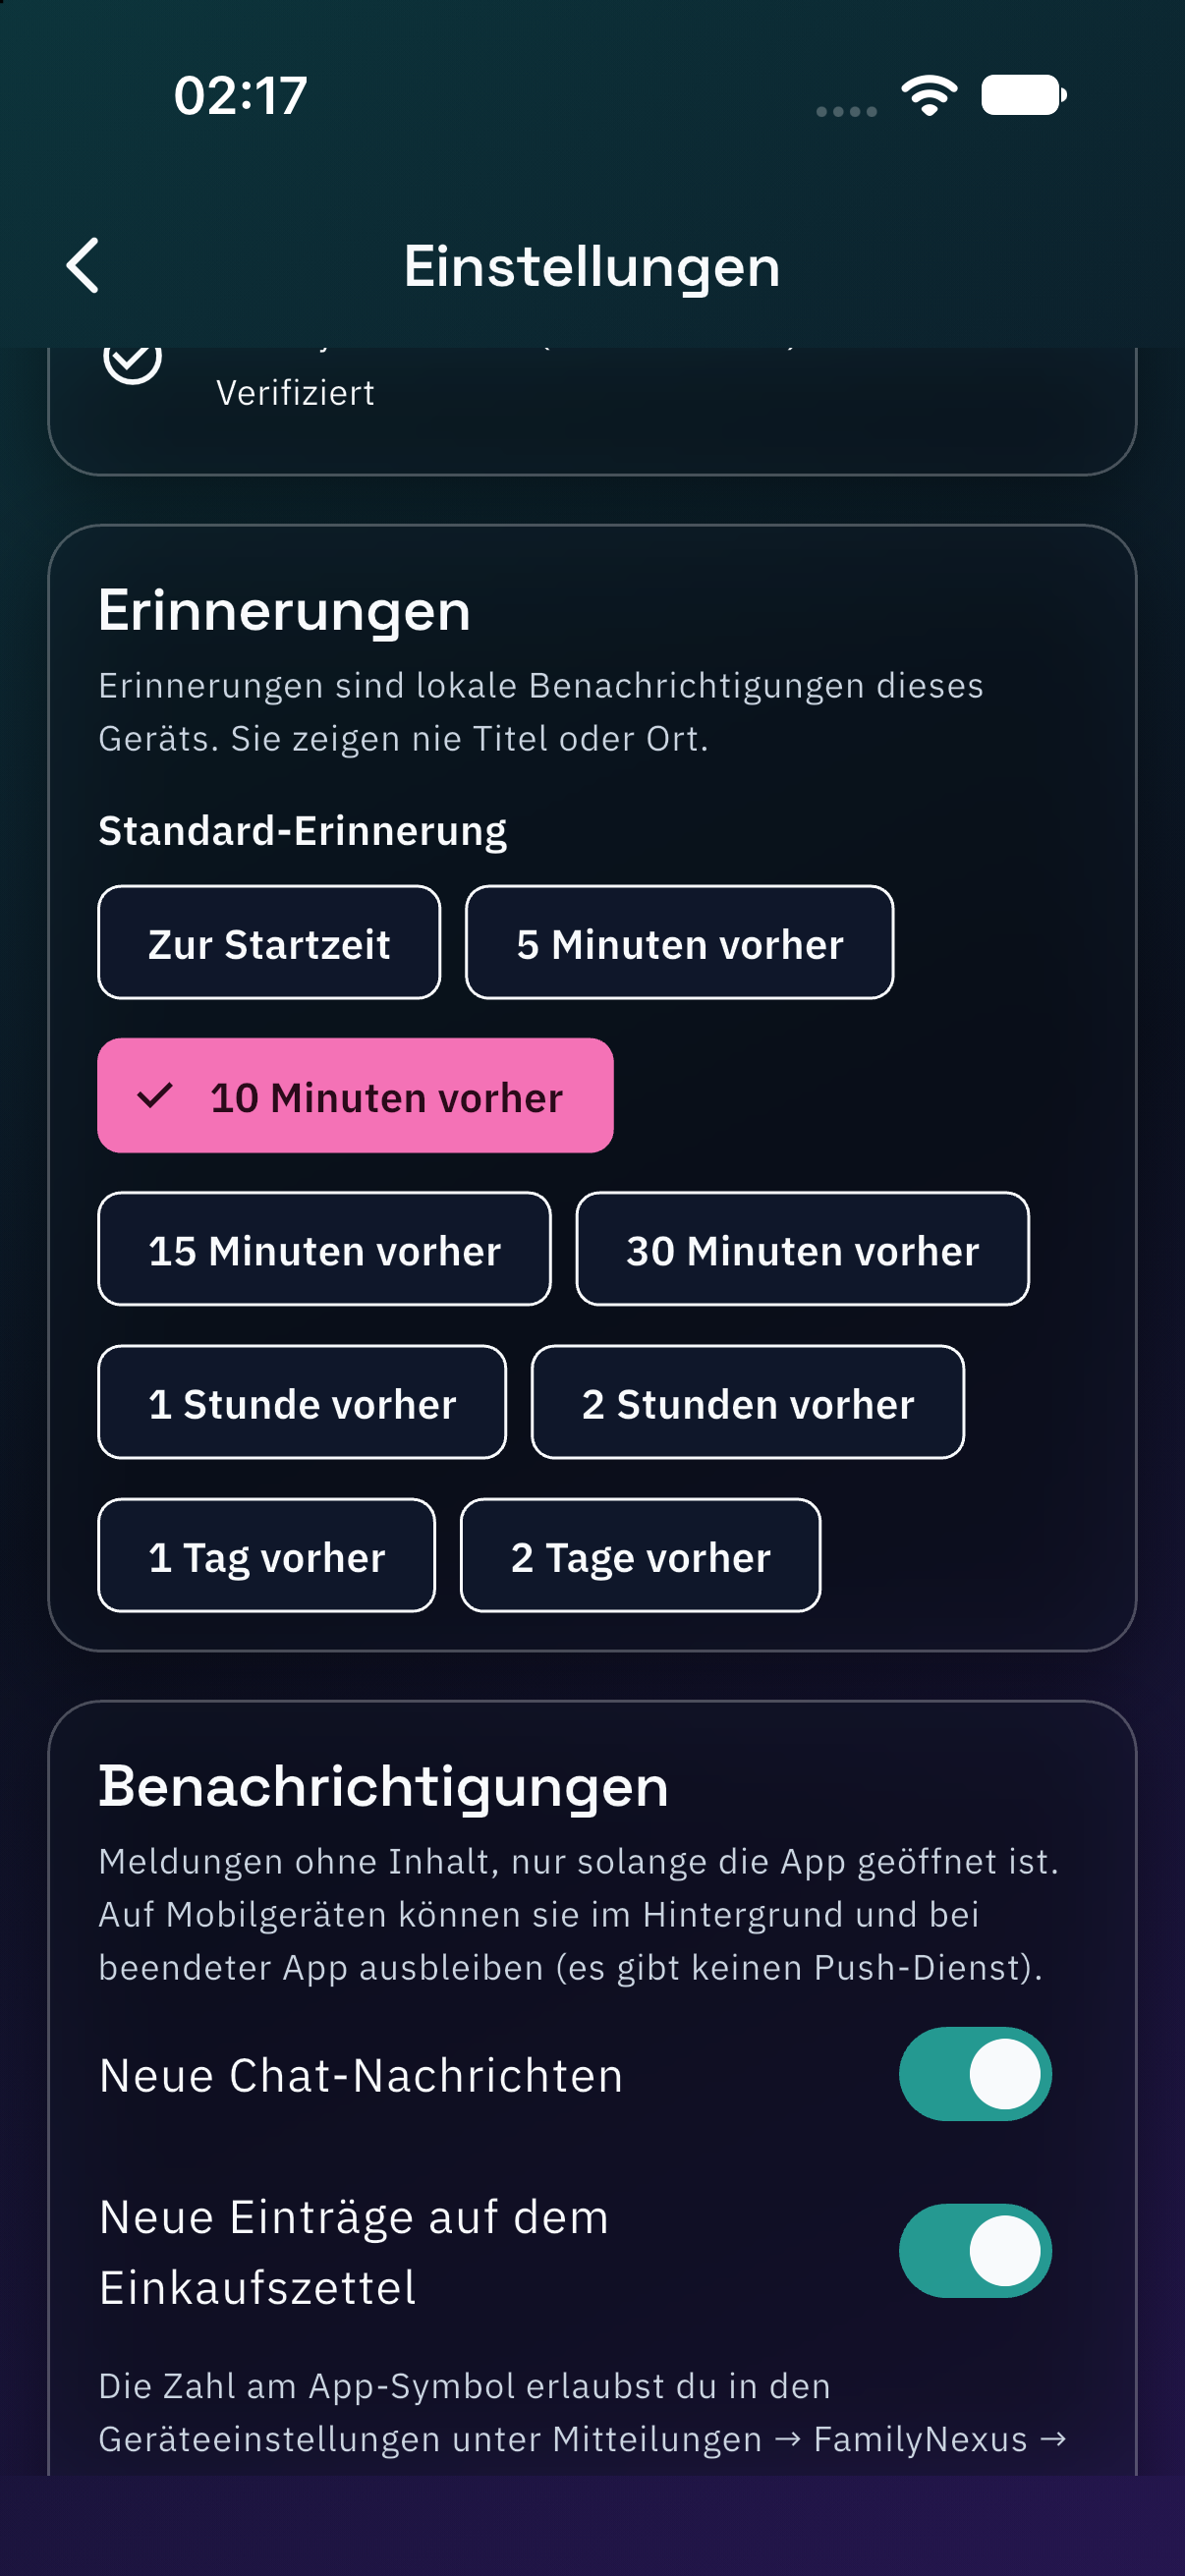 02:17
Einstellungen
Verifiziert
Erinnerungen
Erinnerungen sind lokale Benachrichtigungen dieses
Geräts. Sie zeigen nie Titel oder Ort.
Standard-Erinnerung
Zur Startzeit
5 Minuten vorher
10 Minuten vorher
15 Minuten vorher
30 Minuten vorher
1 Stunde vorher
2 Stunden vorher
1 Tag vorher
2 Tage vorher
Benachrichtigungen
Meldungen ohne Inhalt, nur solange die App geöffnet ist.
Auf Mobilgeräten können sie im Hintergrund und bei
beendeter App ausbleiben (es gibt keinen Push-Dienst).
Neue Chat-Nachrichten
Neue Einträge auf dem
Einkaufszettel
Die Zahl am App-Symbol erlaubst du in den
Geräteeinstellungen unter Mitteilungen → FamilyNexus →